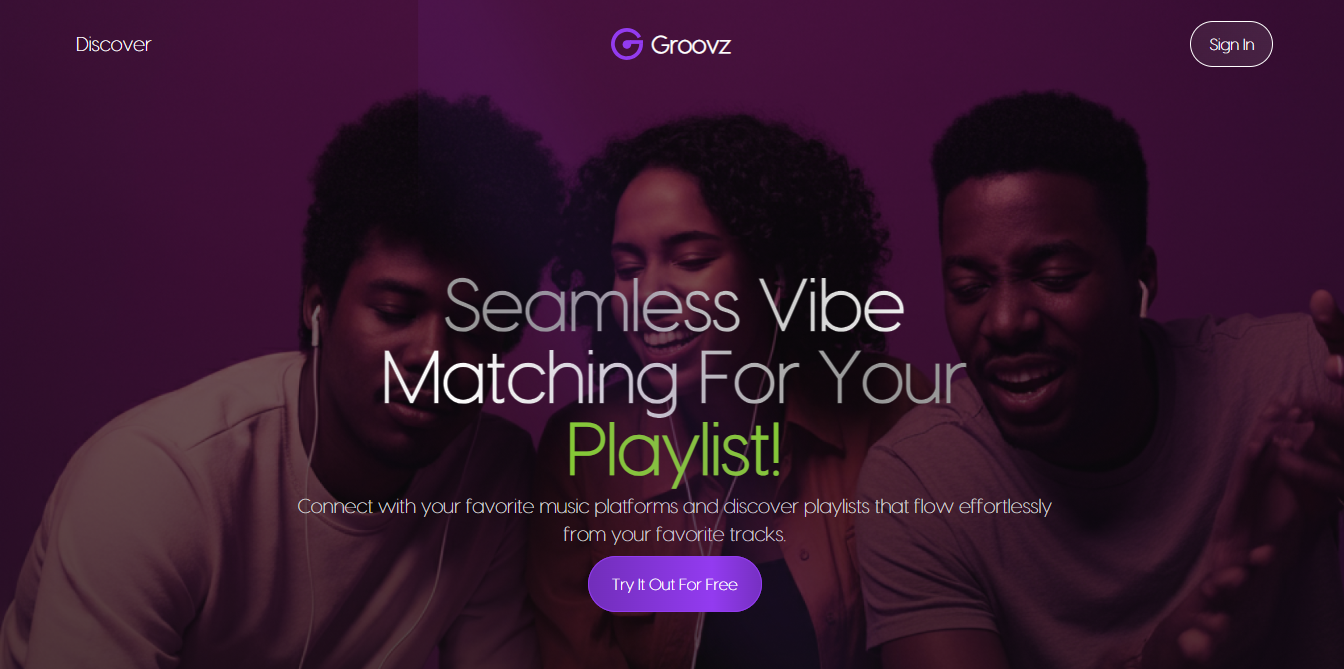 Discover
Groovz
Sign In
Seamless Vibe
Matching For Your
Playlist!
Connect with your favorite music platforms and discover playlists that flow effortlessly
from your favorite tracks.
Try It Out For Free